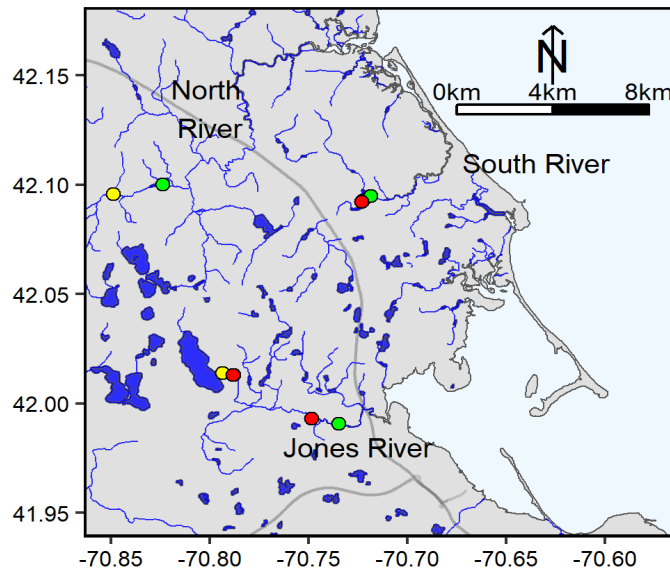 N
0km 4km 8km
North
River
South River
Jones River
42.15
42.10
42.05
42.00
41.95
-70.85 -70.80 -70.75 -70.70 -70.65 -70.60